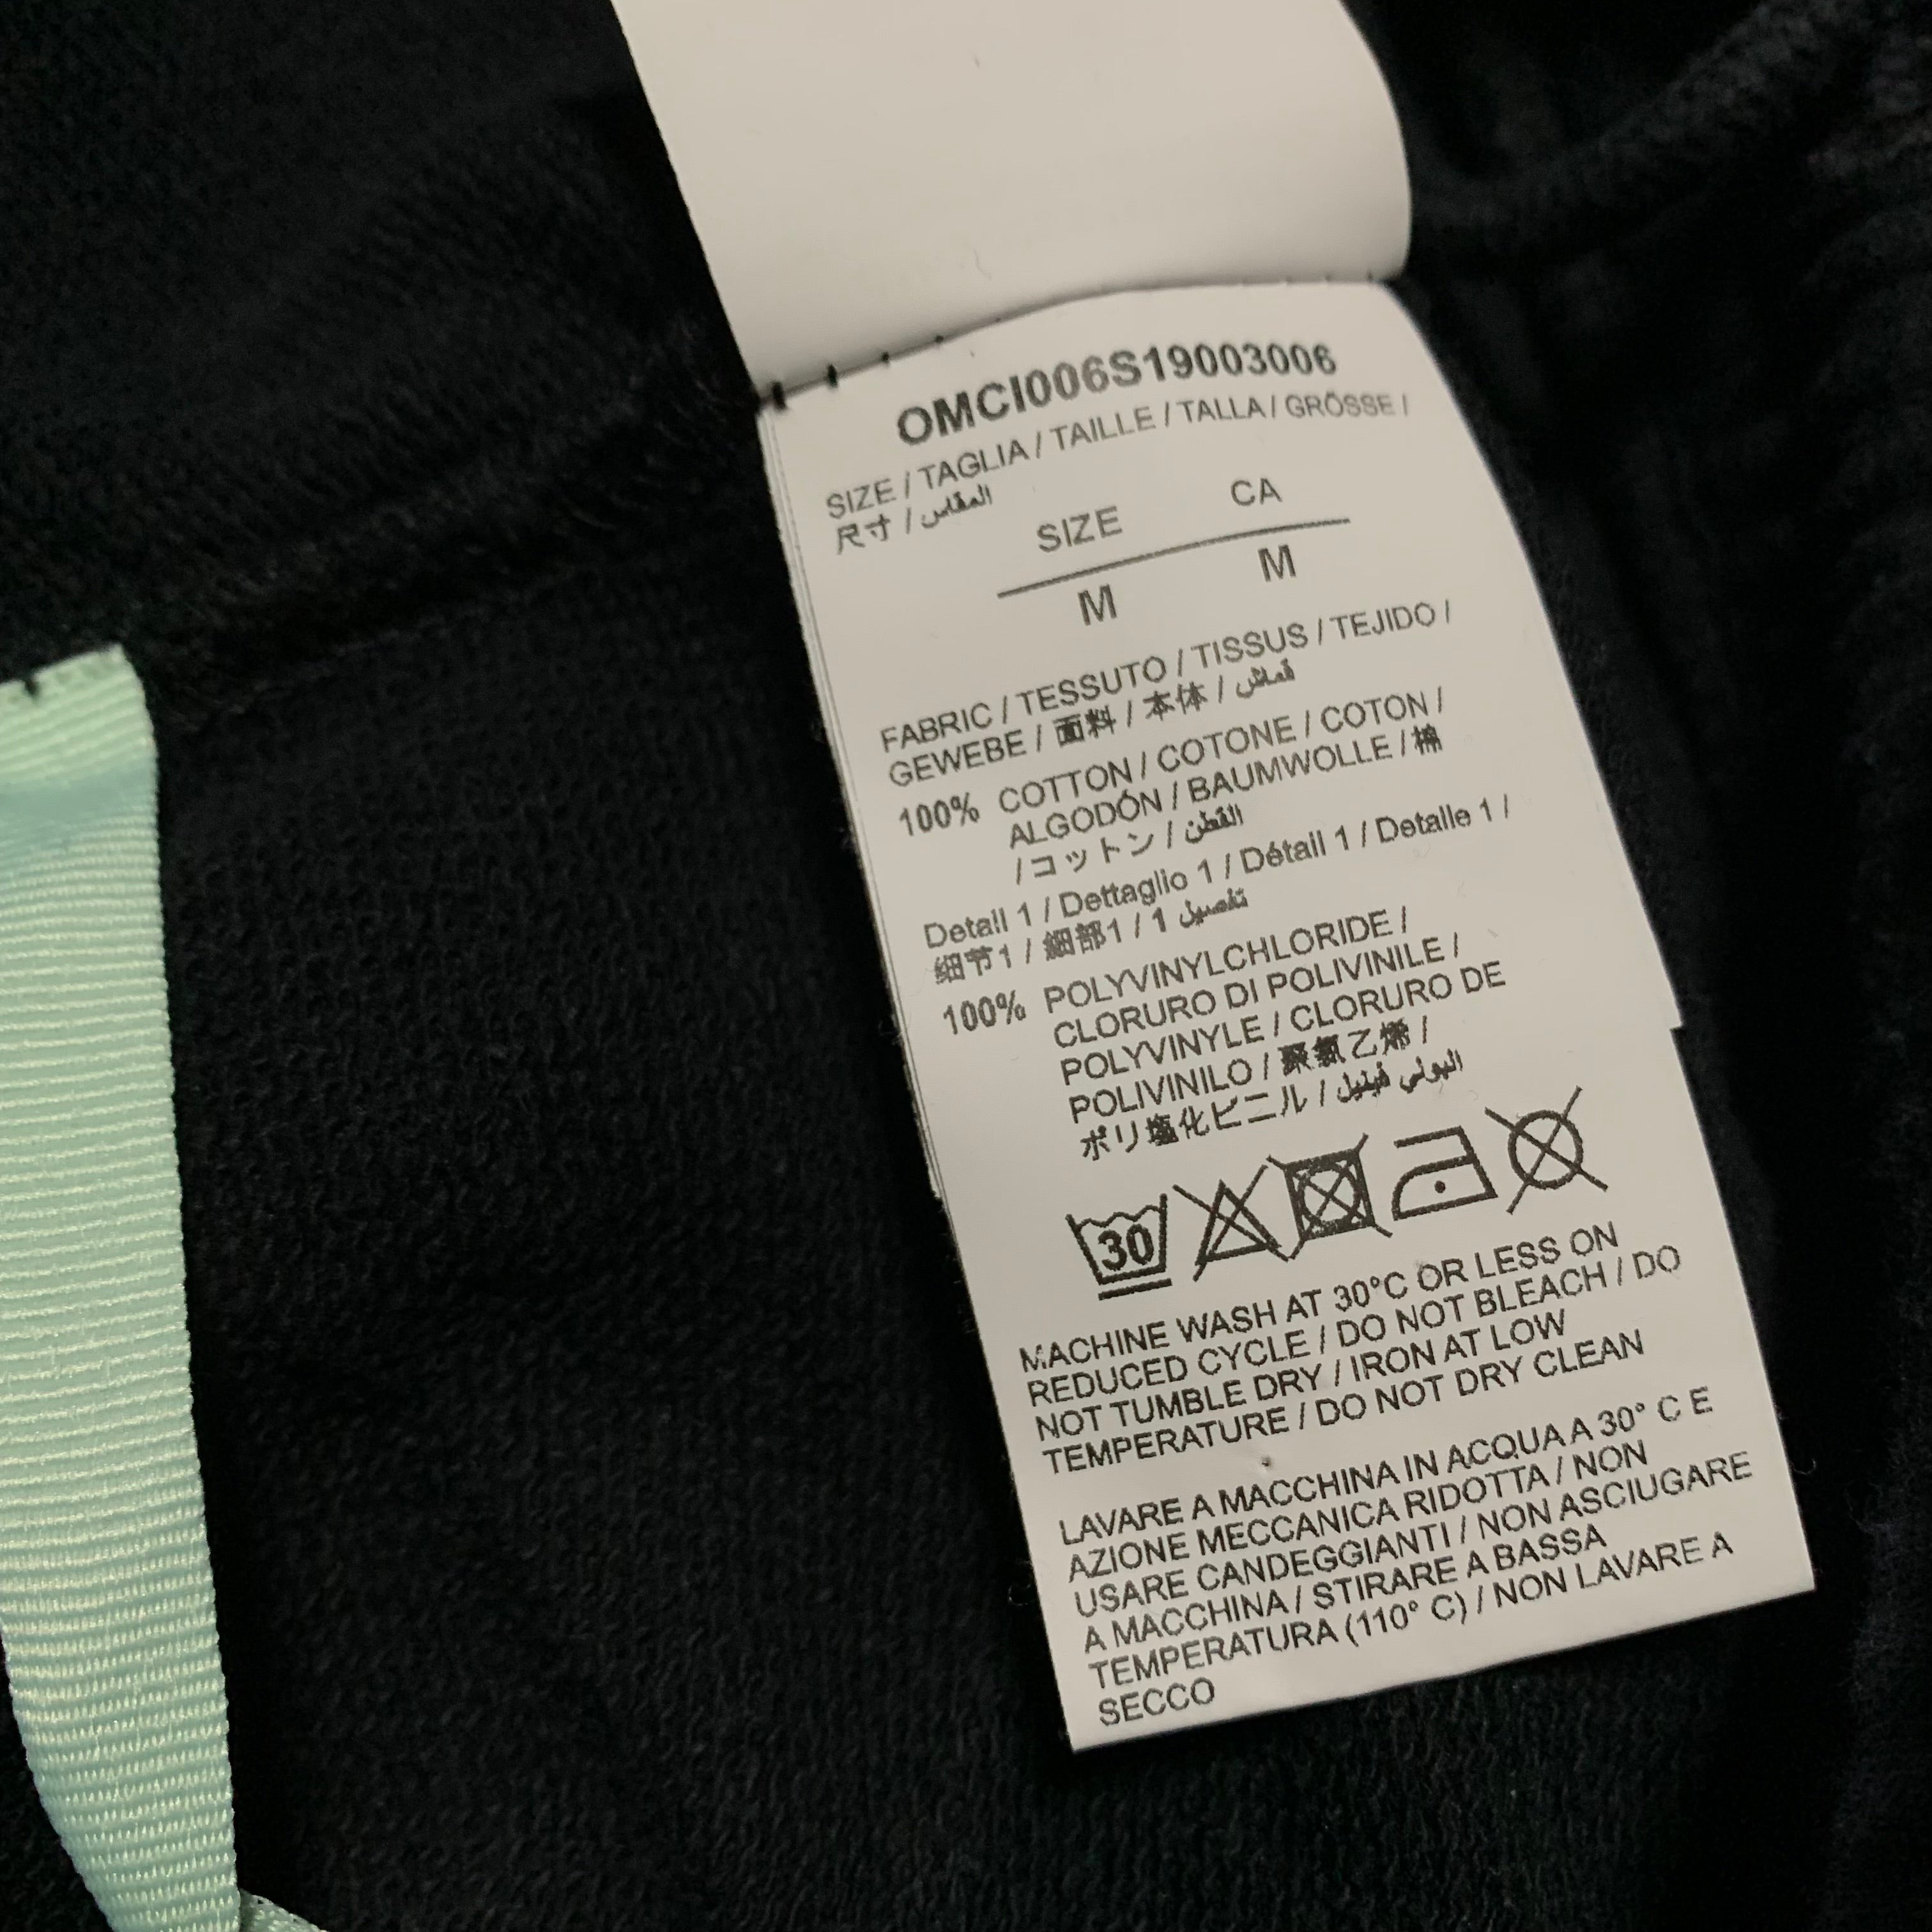 OMCI006S19003006
SIZE / TAGLIA / TAILLE / TALLA / GRÖSSE /
尺寸 / المقاس
SIZE CA
M M
FABRIC / TESSUTO / TISSUS / TEJIDO /
GEWEBE / 面料 / 本体 / قماش
100% COTTON / COTONE / COTON /
ALGODÓN / BAUMWOLLE / 棉
/ コットン / القطن
Detail 1 / Dettaglio 1 / Détail 1 / Detalle 1 /
细节1 / 細部1 / 1 تفصيل
100% POLYVINYLCHLORIDE /
CLORURO DI POLIVINILE /
POLYVINYLE / CLORURO DE
POLIVINILO / 聚氯乙烯 /
ポリ塩化ビニル / البولي فينيل
30
MACHINE WASH AT 30°C OR LESS ON
REDUCED CYCLE / DO NOT BLEACH / DO
NOT TUMBLE DRY / IRON AT LOW
TEMPERATURE / DO NOT DRY CLEAN
LAVARE A MACCHINA IN ACQUA A 30° C E
AZIONE MECCANICA RIDOTTA / NON
USARE CANDEGGIANTI / NON ASCIUGARE
A MACCHINA / STIRARE A BASSA
TEMPERATURA (110° C) / NON LAVARE A
SECCO